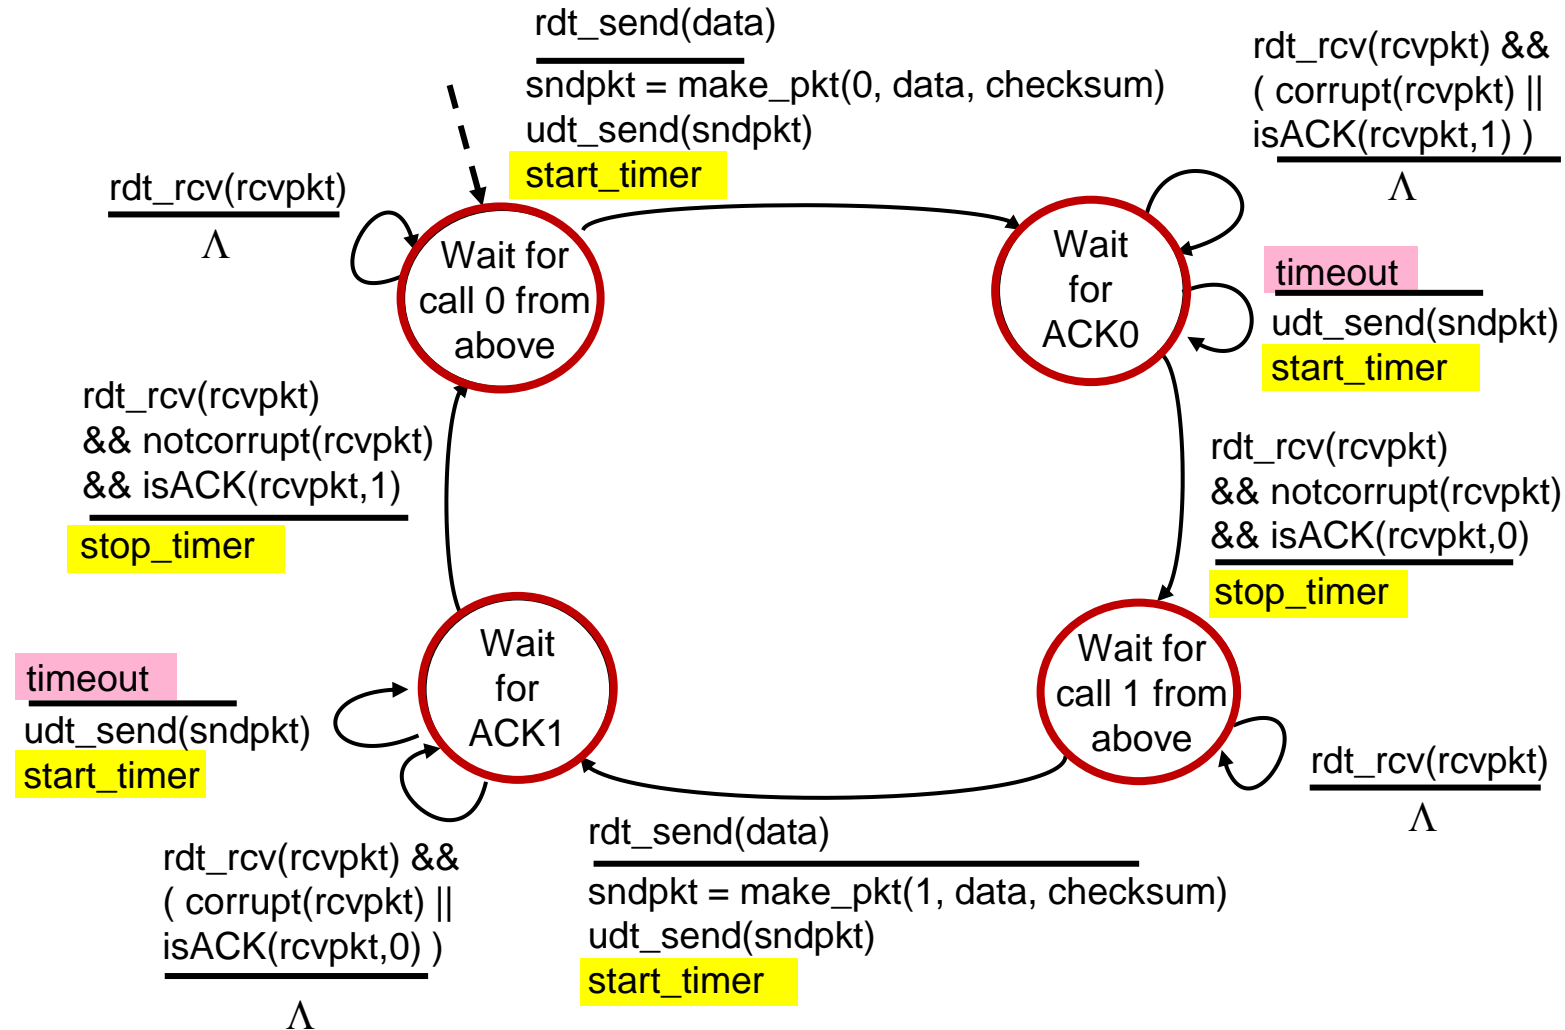 rdt_send(data)
sndpkt = make_pkt(0, data, checksum)
udt_send(sndpkt)
start_timer
rdt_rcv(rcvpkt) &&
( corrupt(rcvpkt) ||
isACK(rcvpkt,1) )
Λ
rdt_rcv(rcvpkt)
Λ
Wait for
call 0 from
above
Wait
for
ACK0
timeout
udt_send(sndpkt)
start_timer
rdt_rcv(rcvpkt)
&& notcorrupt(rcvpkt)
&& isACK(rcvpkt,1)
stop_timer
rdt_rcv(rcvpkt)
&& notcorrupt(rcvpkt)
&& isACK(rcvpkt,0)
stop_timer
timeout
udt_send(sndpkt)
start_timer
Wait
for
ACK1
Wait for
call 1 from
above
rdt_rcv(rcvpkt)
Λ
rdt_rcv(rcvpkt) &&
( corrupt(rcvpkt) ||
isACK(rcvpkt,0) )
Λ
rdt_send(data)
sndpkt = make_pkt(1, data, checksum)
udt_send(sndpkt)
start_timer